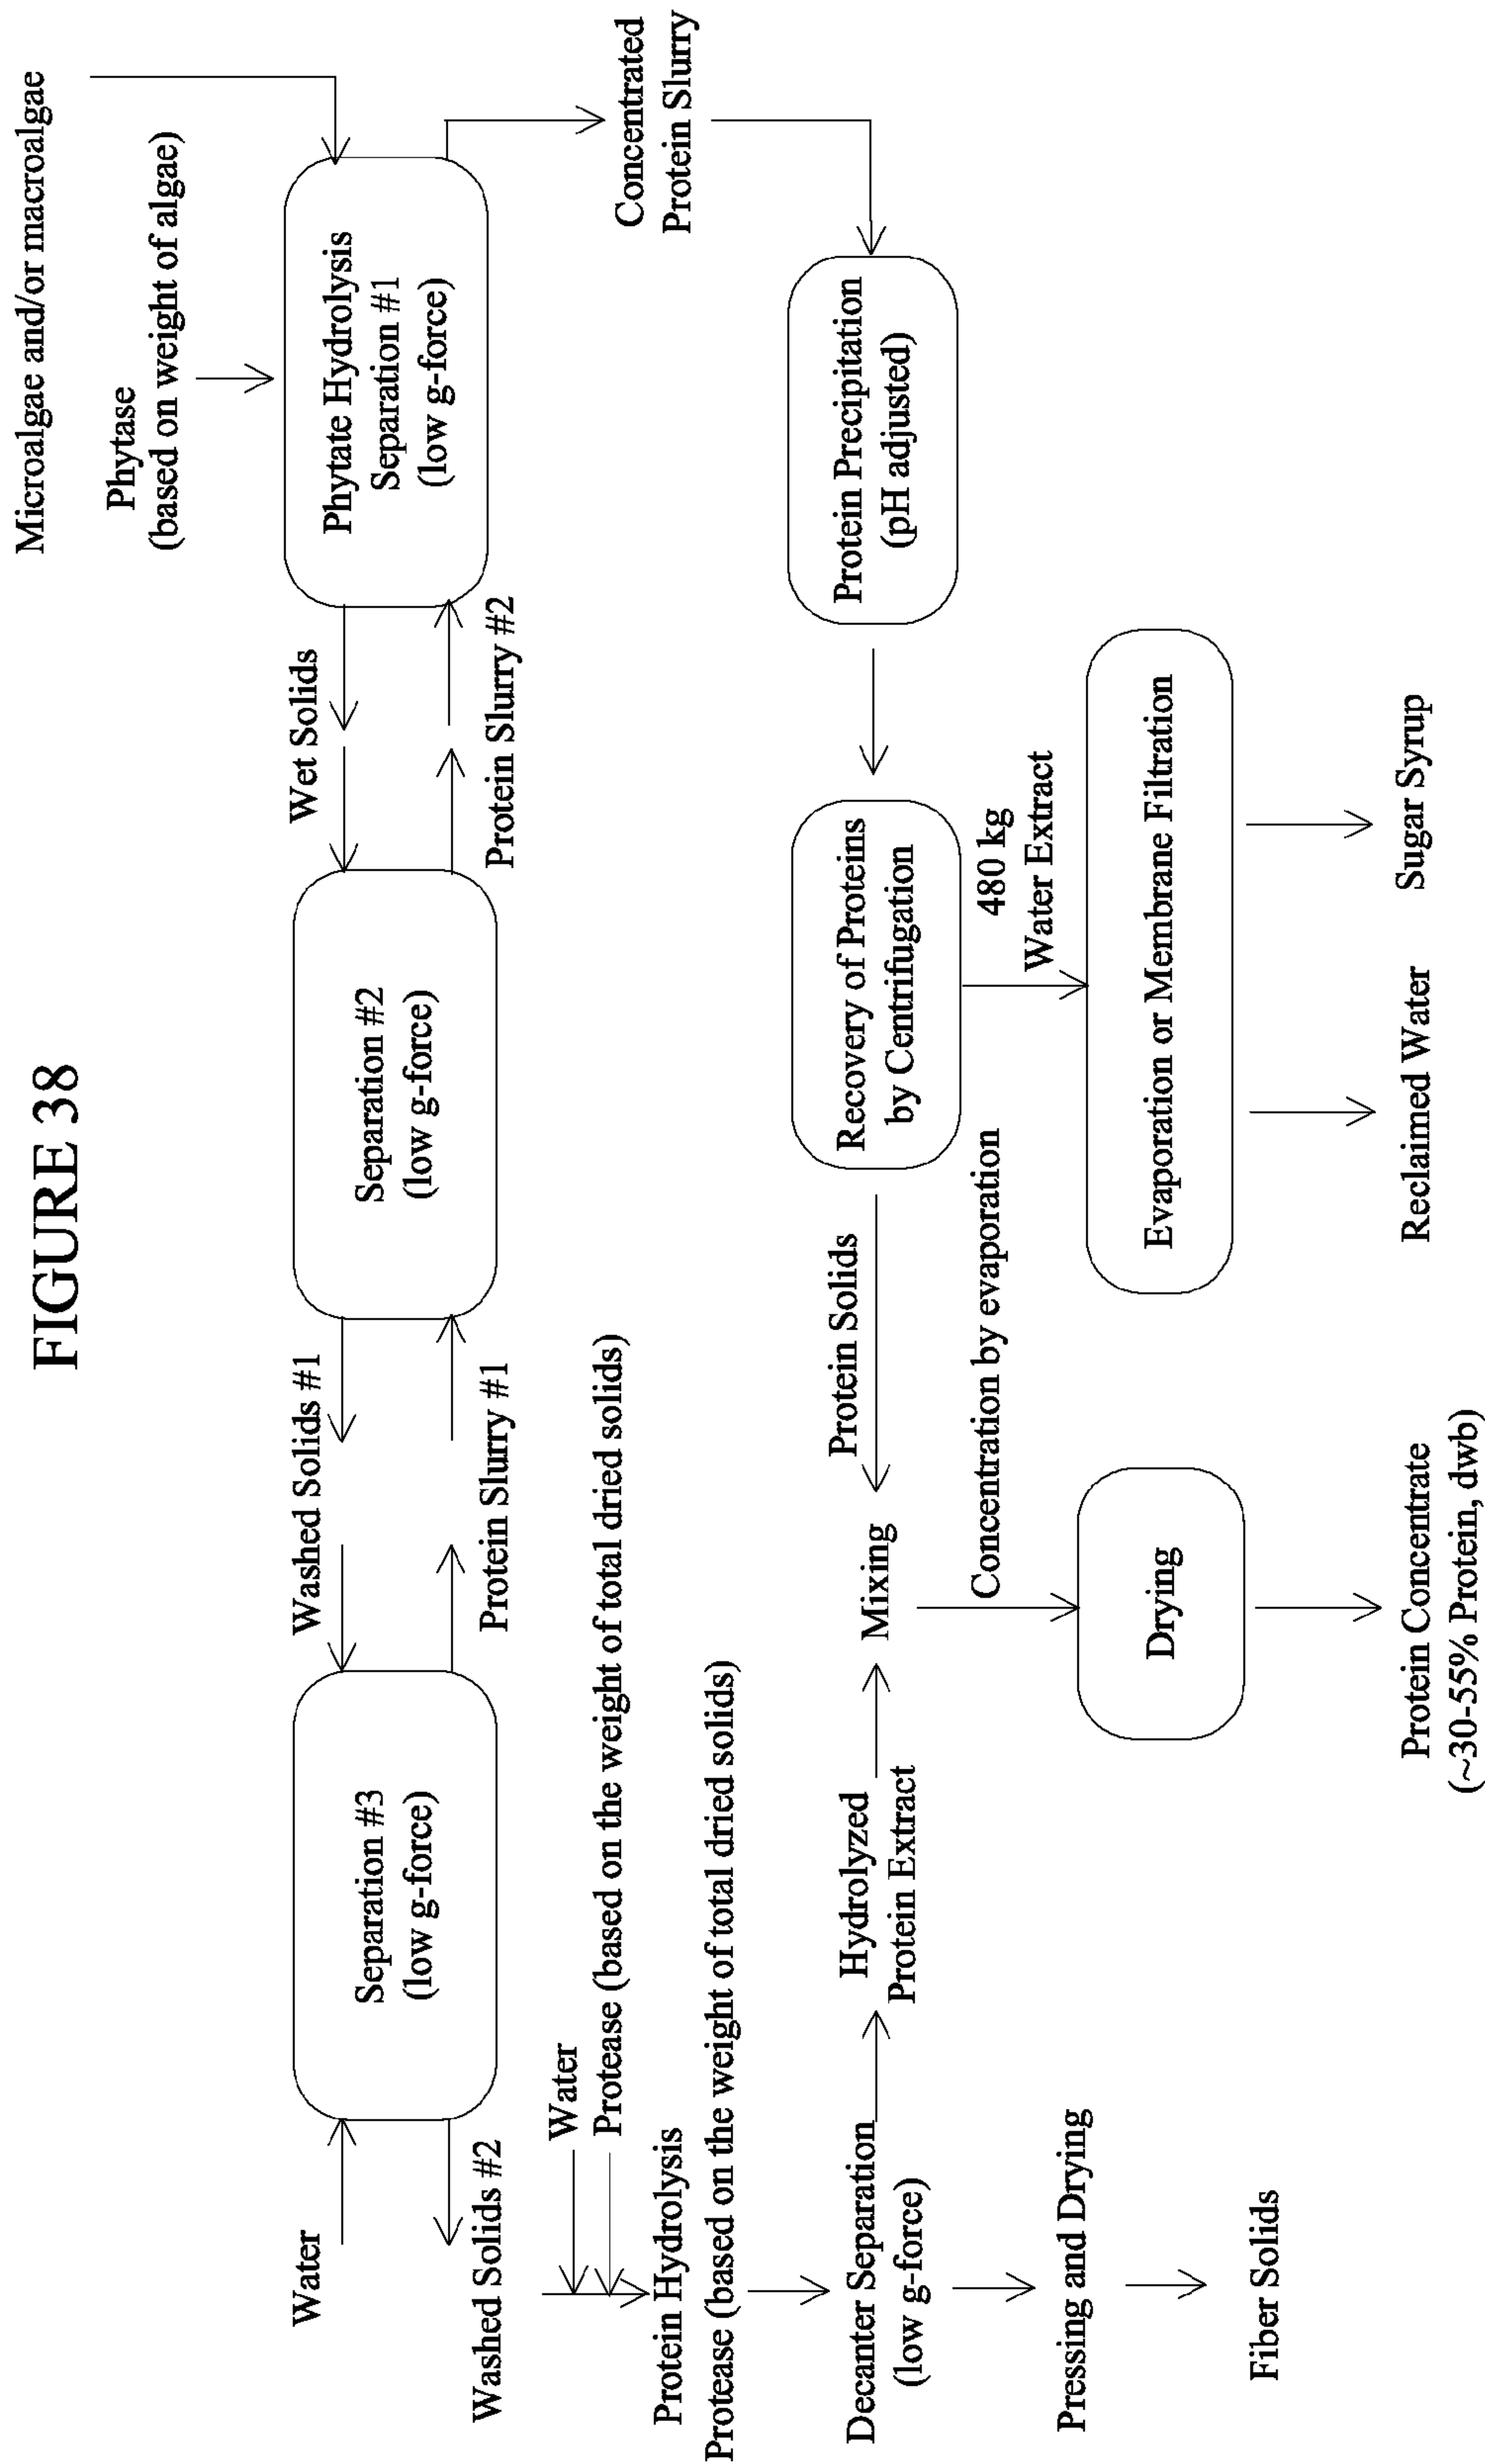 FIGURE 38
Microalgae and/or macroalgae
Phytase
(based on weight of algae)
Water
Washed Solids #1
Wet Solids
Separation #3
(low g-force)
Separation #2
(low g-force)
Phytate Hydrolysis
Separation #1
(low g-force)
Washed Solids #2
Protein Slurry #1
Protein Slurry #2
Water
Protease (based on the weight of total dried solids)
Concentrated
Protein Slurry
Protein Hydrolysis
Protease (based on the weight of total dried solids)
Decanter Separation
(low g-force)
Hydrolyzed
Protein Extract
Mixing
Protein Solids
Recovery of Proteins
by Centrifugation
Protein Precipitation
(pH adjusted)
Concentration by evaporation
480 kg
Water Extract
Pressing and Drying
Drying
Evaporation or Membrane Filtration
Fiber Solids
Protein Concentrate
(~30-55% Protein, dwb)
Reclaimed Water
Sugar Syrup